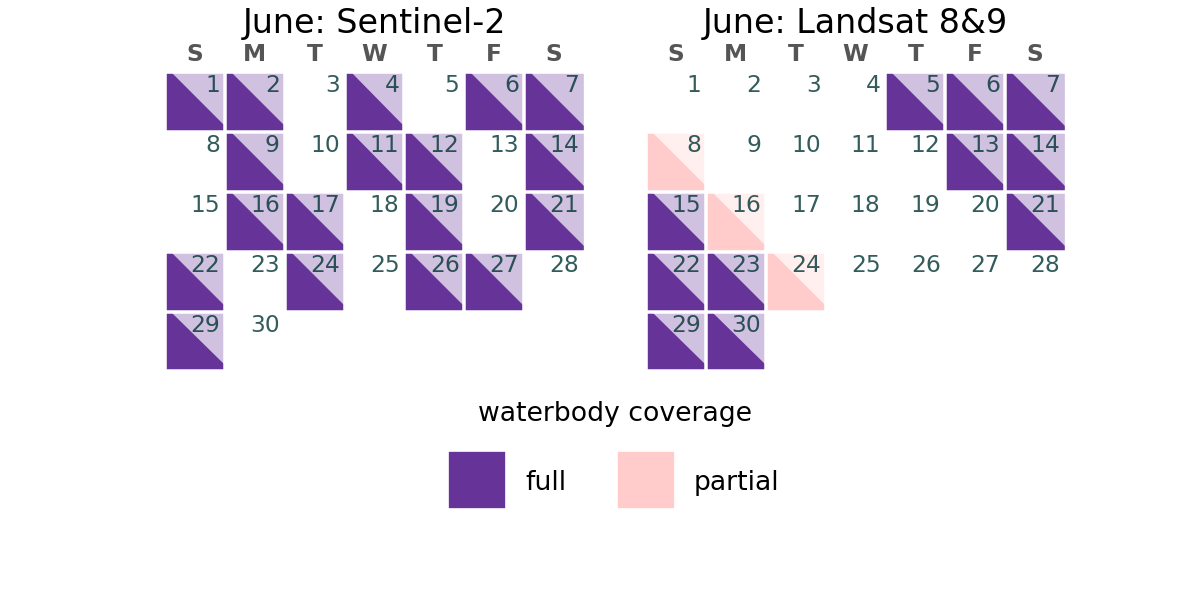 June: Sentinel-2
S M T W T F S
1 2 3 4 5 6 7
8 9 10 11 12 13 14
15 16 17 18 19 20 21
22 23 24 25 26 27 28
29 30
June: Landsat 8&9
S M T W T F S
1 2 3 4 5 6 7
8 9 10 11 12 13 14
15 16 17 18 19 20 21
22 23 24 25 26 27 28
29 30
waterbody coverage
full
partial